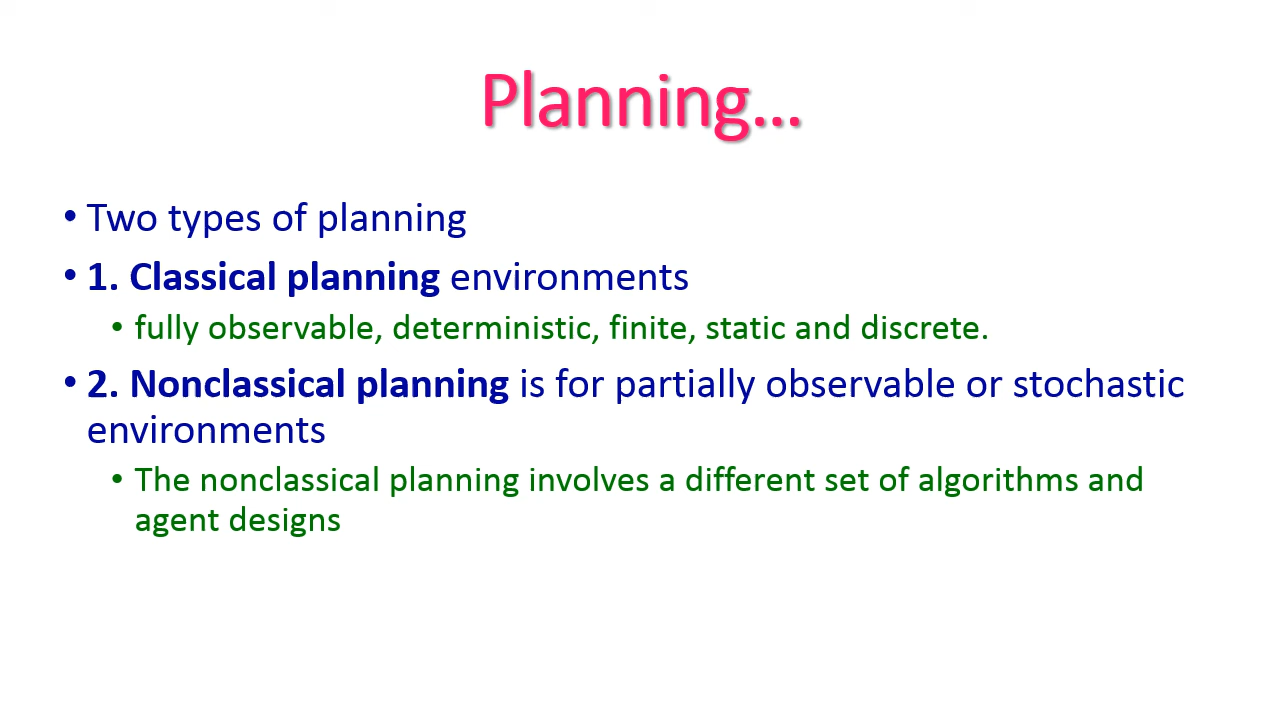 Planning...
• Two types of planning
• 1. Classical planning environments
• fully observable, deterministic, finite, static and discrete.
• 2. Nonclassical planning is for partially observable or stochastic
environments
• The nonclassical planning involves a different set of algorithms and
agent designs